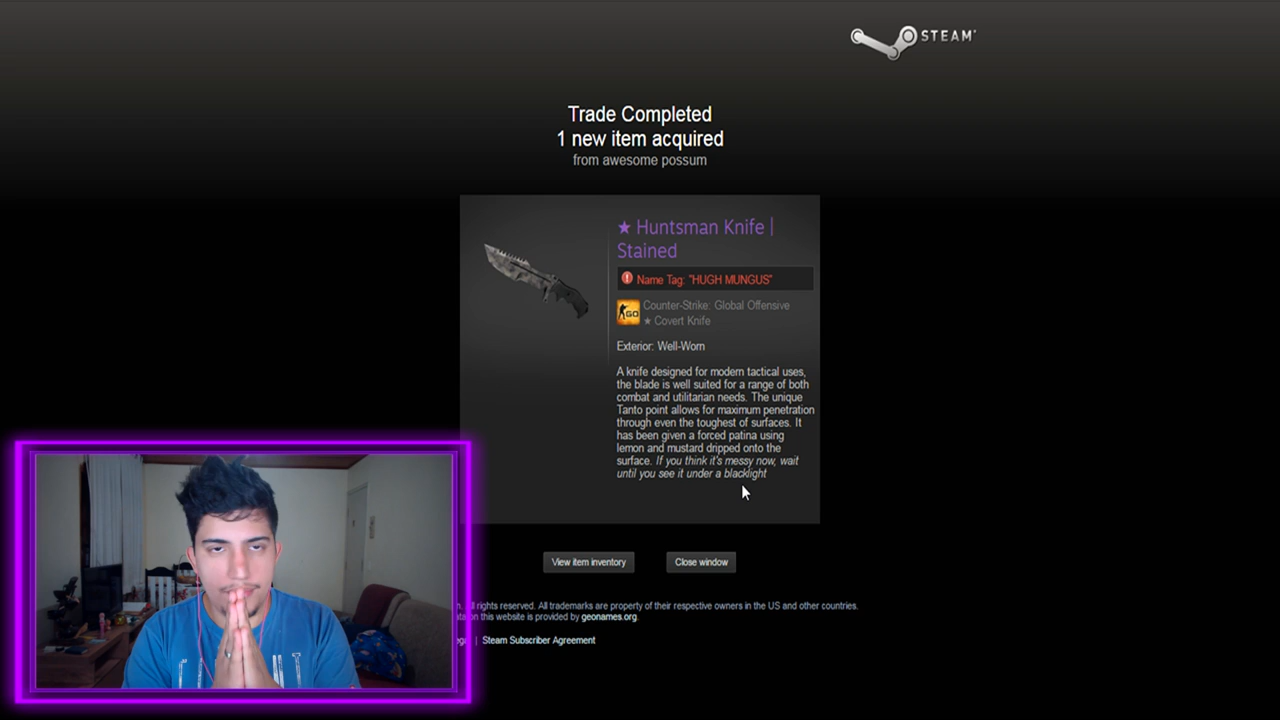 STEAM
Trade Completed
1 new item acquired
from awesome possum
★ Huntsman Knife |
Stained
Name Tag: "HUGH MUNGUS"
GO
Counter-Strike: Global Offensive
★ Covert Knife
Exterior: Well-Worn
A knife designed for modern tactical uses,
the blade is well suited for a range of both
combat and utilitarian needs. The unique
Tanto point allows for maximum penetration
through even the toughest of surfaces. It
has been given a forced patina using
lemon and mustard dripped onto the
surface. If you think it's messy now, wait
until you see it under a blacklight
View item inventory
Close window
ll rights reserved. All trademarks are property of their respective owners in the US and other countries.
on this website is provided by geonames.org.
| Steam Subscriber Agreement